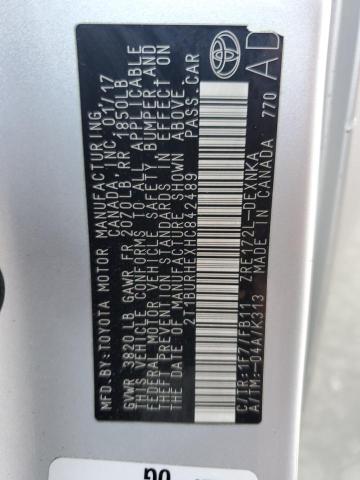 MFD.BY:TOYOTA MOTOR MANUFACTURING
CANADA, INC. 01/17
GVWR 3820LB GAWR FR 2070LB RR 1850LB
THIS VEHICLE CONFORMS TO ALL APPLICABLE
FEDERAL MOTOR VEHICLE SAFETY, BUMPER, AND
THEFT PREVENTION STANDARDS IN EFFECT ON
THE DATE OF MANUFACTURE SHOWN ABOVE.
2T1BURHEXHC842489 PASS.CAR
C/TR:1F7/FB11 ZRE172L-DEXNKA
A/TM:-04A/K313 MADE IN CANADA 770
TOYOTA
AD